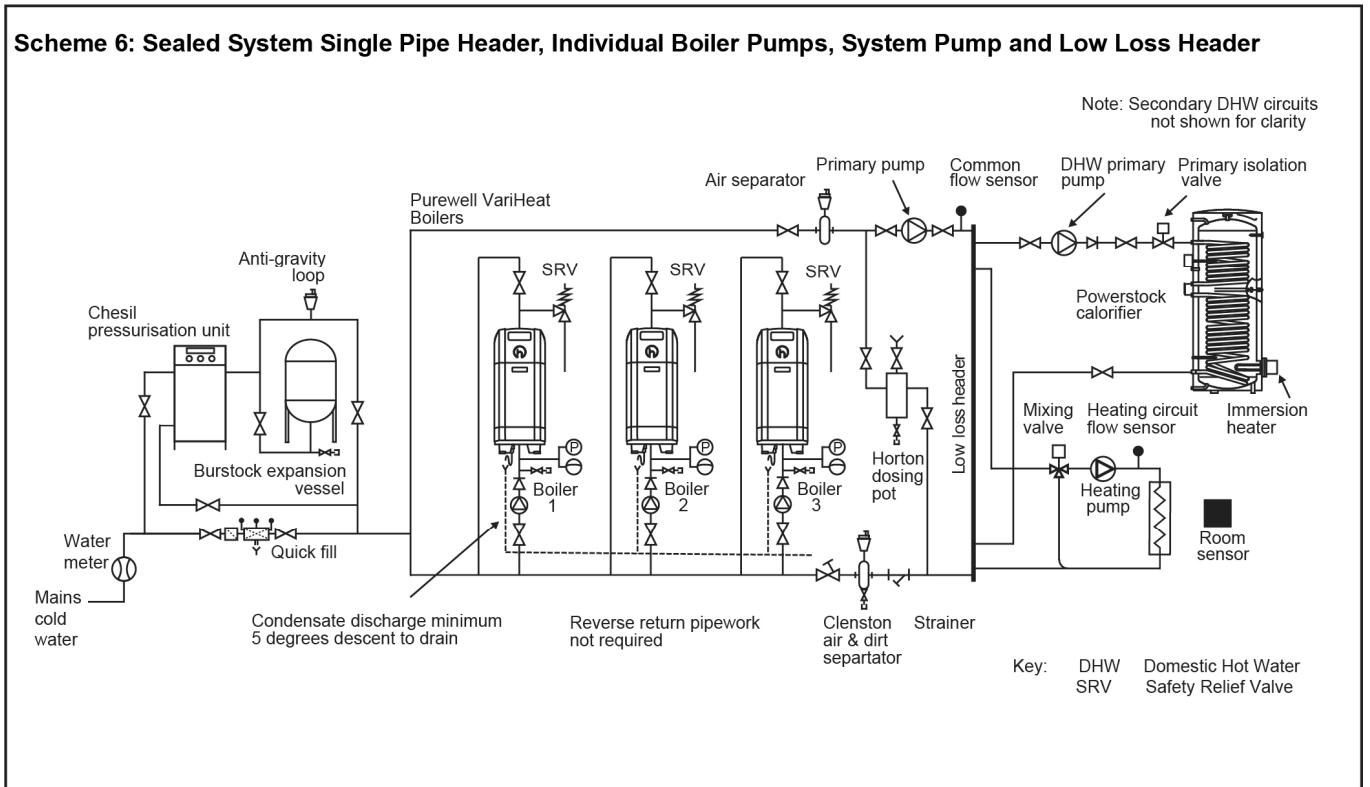 Scheme 6: Sealed System Single Pipe Header, Individual Boiler Pumps, System Pump and Low Loss Header
Note: Secondary DHW circuits
not shown for clarity
Air separator
Primary pump
Common
flow sensor
DHW primary
pump
Primary isolation
valve
Purewell VariHeat
Boilers
Anti-gravity
loop
SRV
SRV
SRV
Chesil
pressurisation unit
Powerstock
calorifier
Low loss header
Mixing
valve
Heating circuit
flow sensor
Immersion
heater
Burstock expansion
vessel
P
P
P
Boiler
1
Boiler
2
Boiler
3
Horton
dosing
pot
Heating
pump
Room
sensor
Water
meter
Quick fill
Mains
cold
water
Condensate discharge minimum
5 degrees descent to drain
Reverse return pipework
not required
Clenston
air & dirt
separtator
Strainer
Key: DHW Domestic Hot Water
SRV Safety Relief Valve